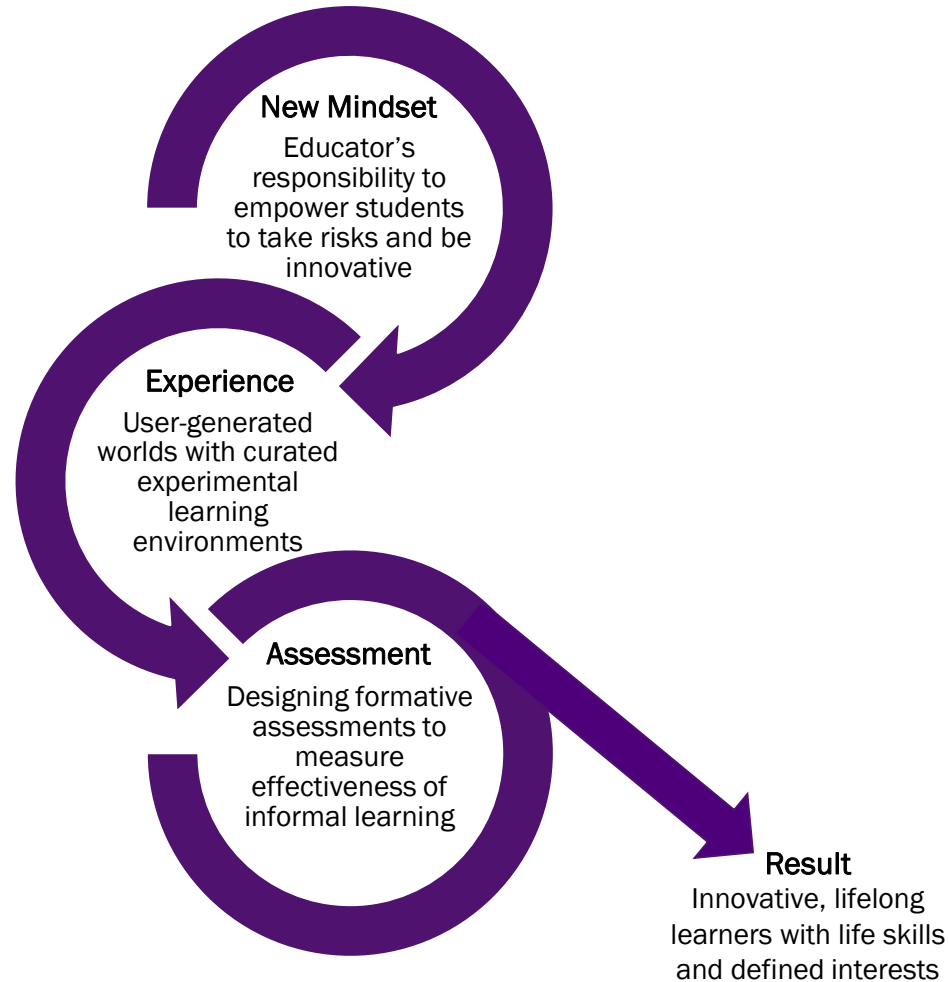 New Mindset
Educator’s
responsibility to
empower students
to take risks and be
innovative
Experience
User-generated
worlds with curated
experimental
learning
environments
Assessment
Designing formative
assessments to
measure
effectiveness of
informal learning
Result
Innovative, lifelong
learners with life skills
and defined interests